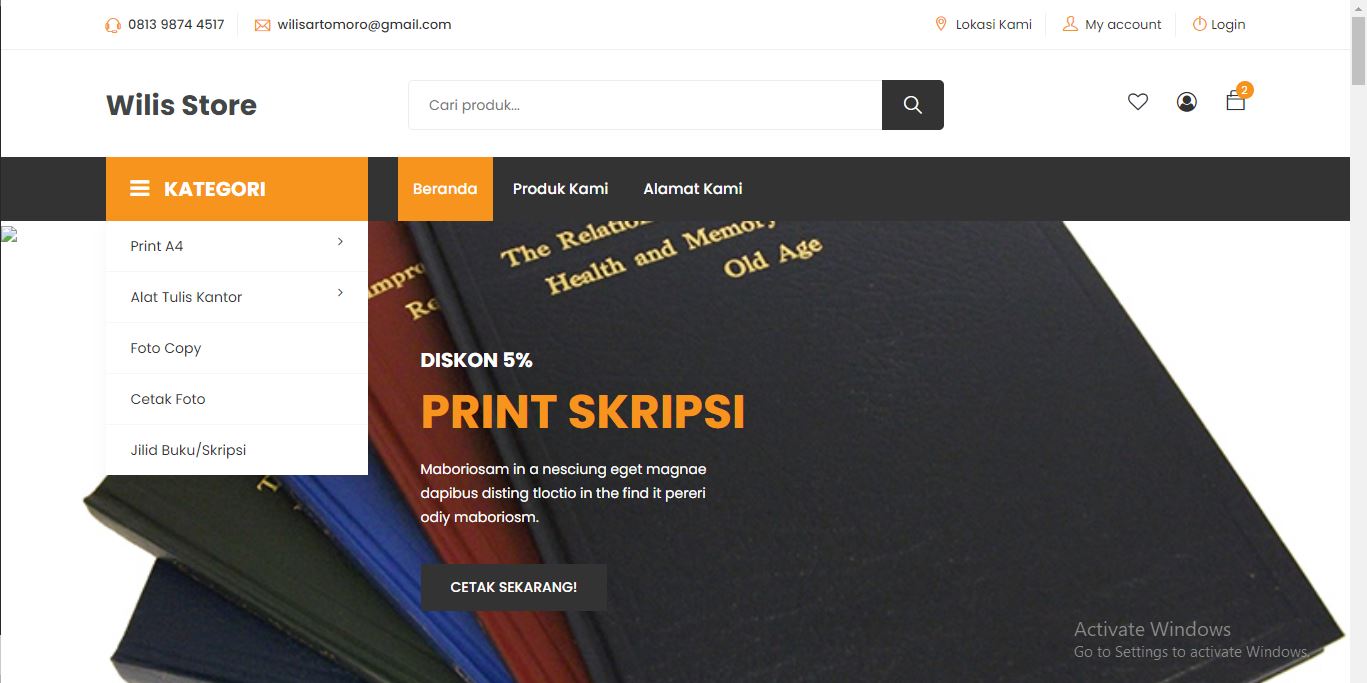 0813 9874 4517
wilisartomoro@gmail.com
Lokasi Kami
My account
Login
Wilis Store
Cari produk...
2
KATEGORI
Beranda
Produk Kami
Alamat Kami
Print A4
Alat Tulis Kantor
Foto Copy
Cetak Foto
Jilid Buku/Skripsi
The
Health and Memory
Old Age
DISKON 5%
PRINT SKRIPSI
Maboriosam in a nesciung eget magnae
dapibus disting tloctio in the find it pereri
odiy maboriosm.
CETAK SEKARANG!
Activate Windows
Go to Settings to activate Windows.